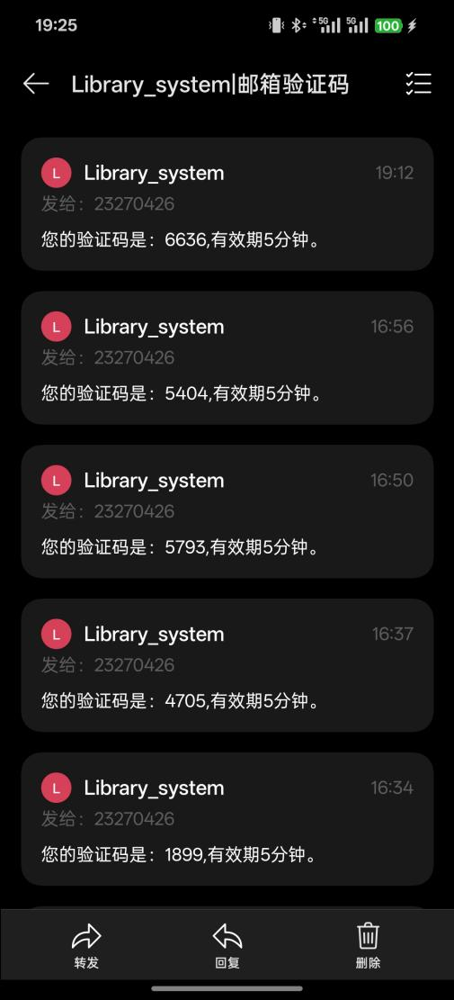 19:25
5G 5G 100
Library_system|邮箱验证码
L Library_system 19:12
发给：23270426
您的验证码是：6636,有效期5分钟。
L Library_system 16:56
发给：23270426
您的验证码是：5404,有效期5分钟。
L Library_system 16:50
发给：23270426
您的验证码是：5793,有效期5分钟。
L Library_system 16:37
发给：23270426
您的验证码是：4705,有效期5分钟。
L Library_system 16:34
发给：23270426
您的验证码是：1899,有效期5分钟。
转发 回复 删除